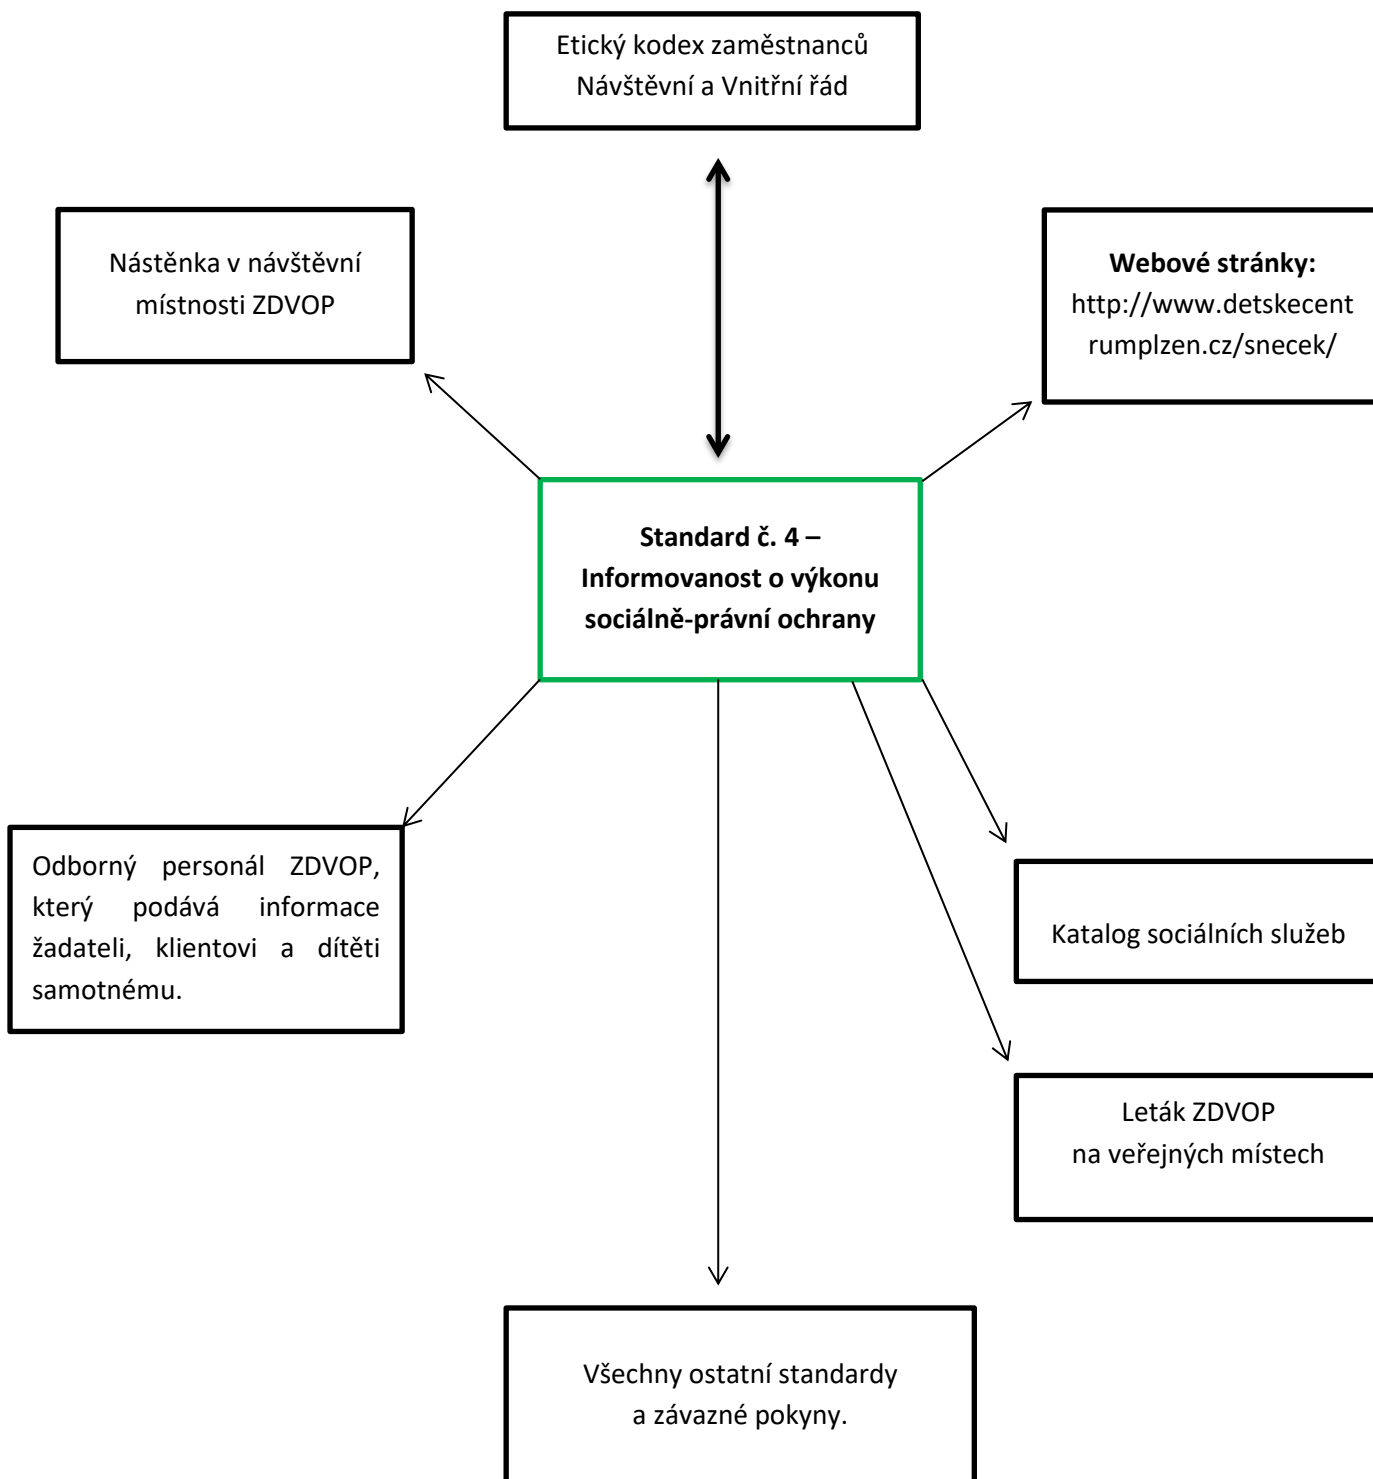 Etický kodex zaměstnanců
Návštěvní a Vnitřní řád
Nástěnka v návštěvní
místnosti ZDVOP
Webové stránky:
http://www.detskecent
rumplzen.cz/snecek/
Standard č. 4 –
Informovanost o výkonu
sociálně-právní ochrany
Odborný personál ZDVOP,
který podává informace
žadateli, klientovi a dítěti
samotnému.
Katalog sociálních služeb
Leták ZDVOP
na veřejných místech
Všechny ostatní standardy
a závazné pokyny.